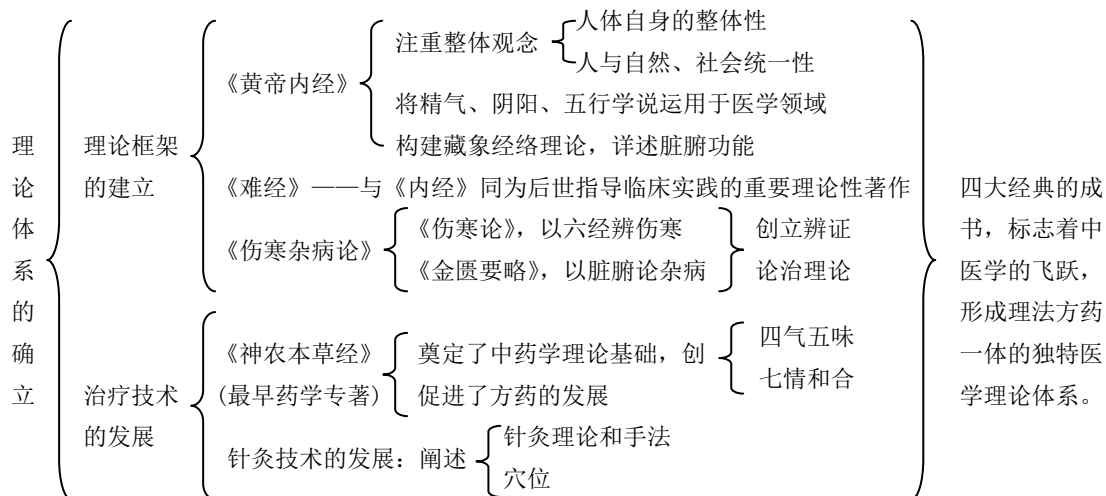 理论体系的确立
理论框架
的建立
《黄帝内经》
注重整体观念
人体自身的整体性
人与自然、社会统一性
将精气、阴阳、五行学说运用于医学领域
构建藏象经络理论，详述脏腑功能
《难经》——与《内经》同为后世指导临床实践的重要理论性著作
《伤寒杂病论》
《伤寒论》，以六经辨伤寒
《金匮要略》，以脏腑论杂病
创立辨证
论治理论
治疗技术
的发展
《神农本草经》
(最早药学专著)
奠定了中药学理论基础，创
四气五味
七情和合
促进了方药的发展
针灸技术的发展：阐述
针灸理论和手法
穴位
四大经典的成
书，标志着中
医学的飞跃，
形成理法方药
一体的独特医
学理论体系。